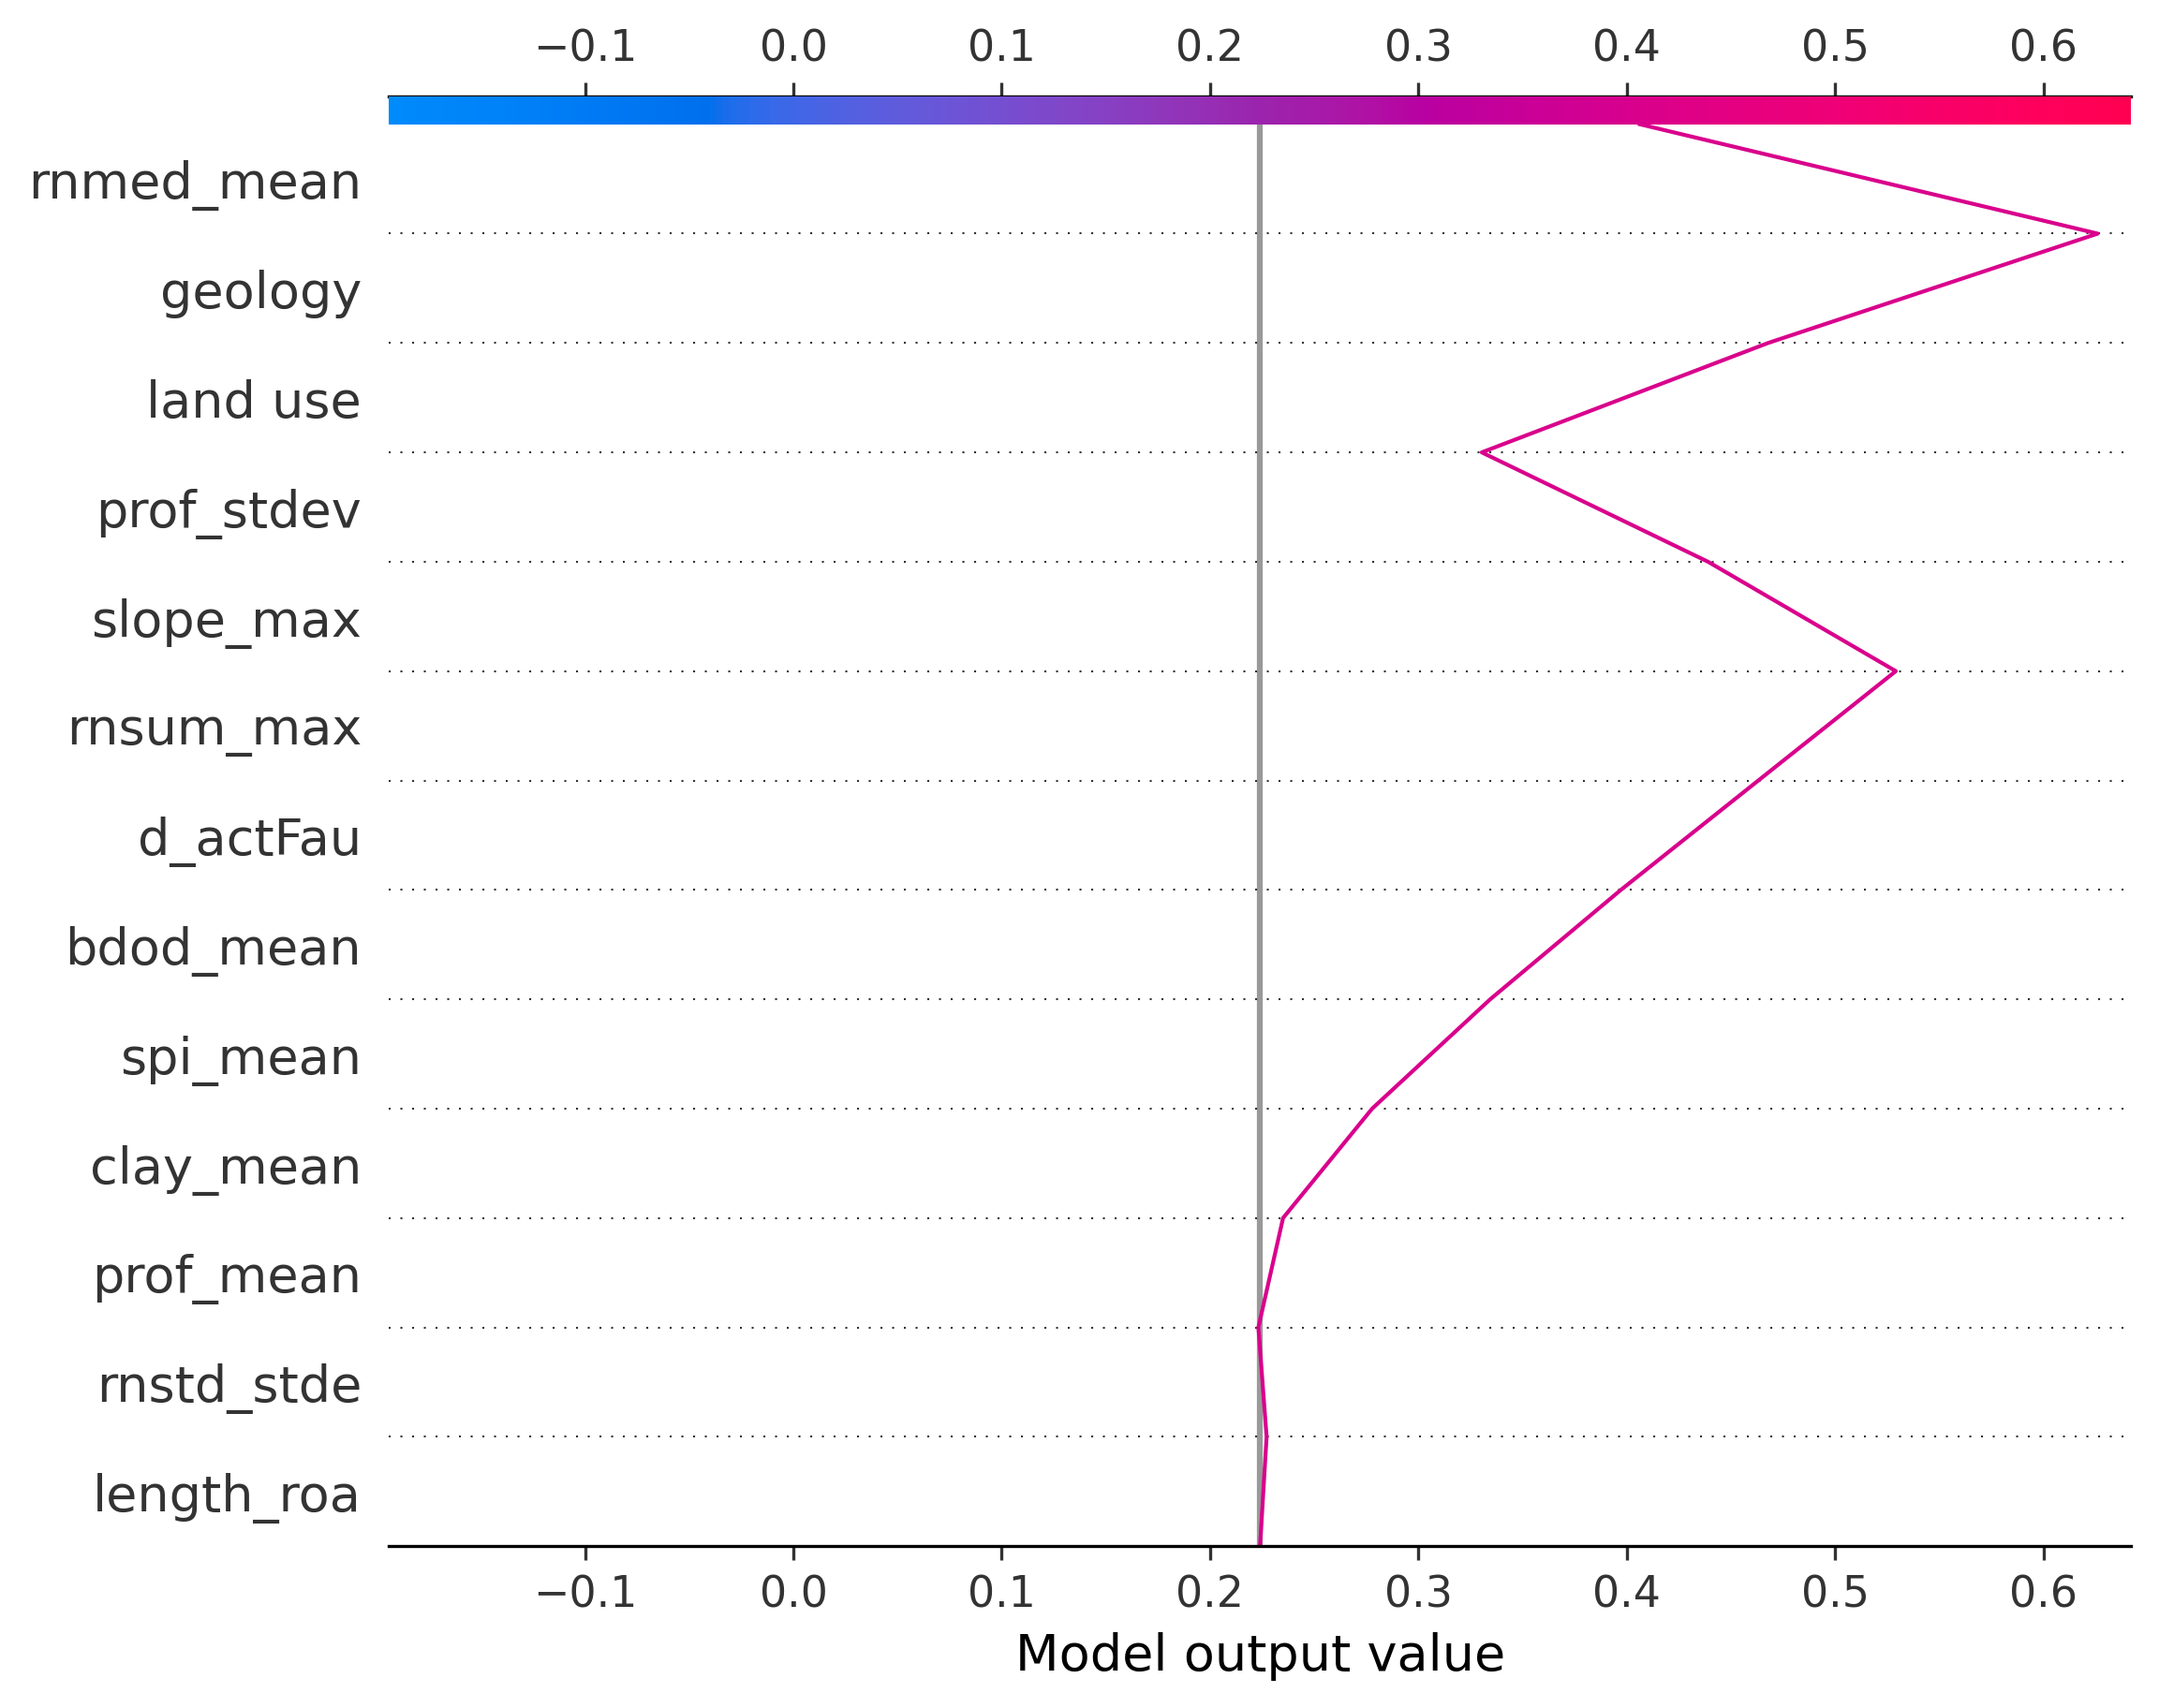 −0.1 0.0 0.1 0.2 0.3 0.4 0.5 0.6
rnmed_mean
geology
land use
prof_stdev
slope_max
rnsum_max
d_actFau
bdod_mean
spi_mean
clay_mean
prof_mean
rnstd_stde
length_roa
−0.1 0.0 0.1 0.2 0.3 0.4 0.5 0.6
Model output value